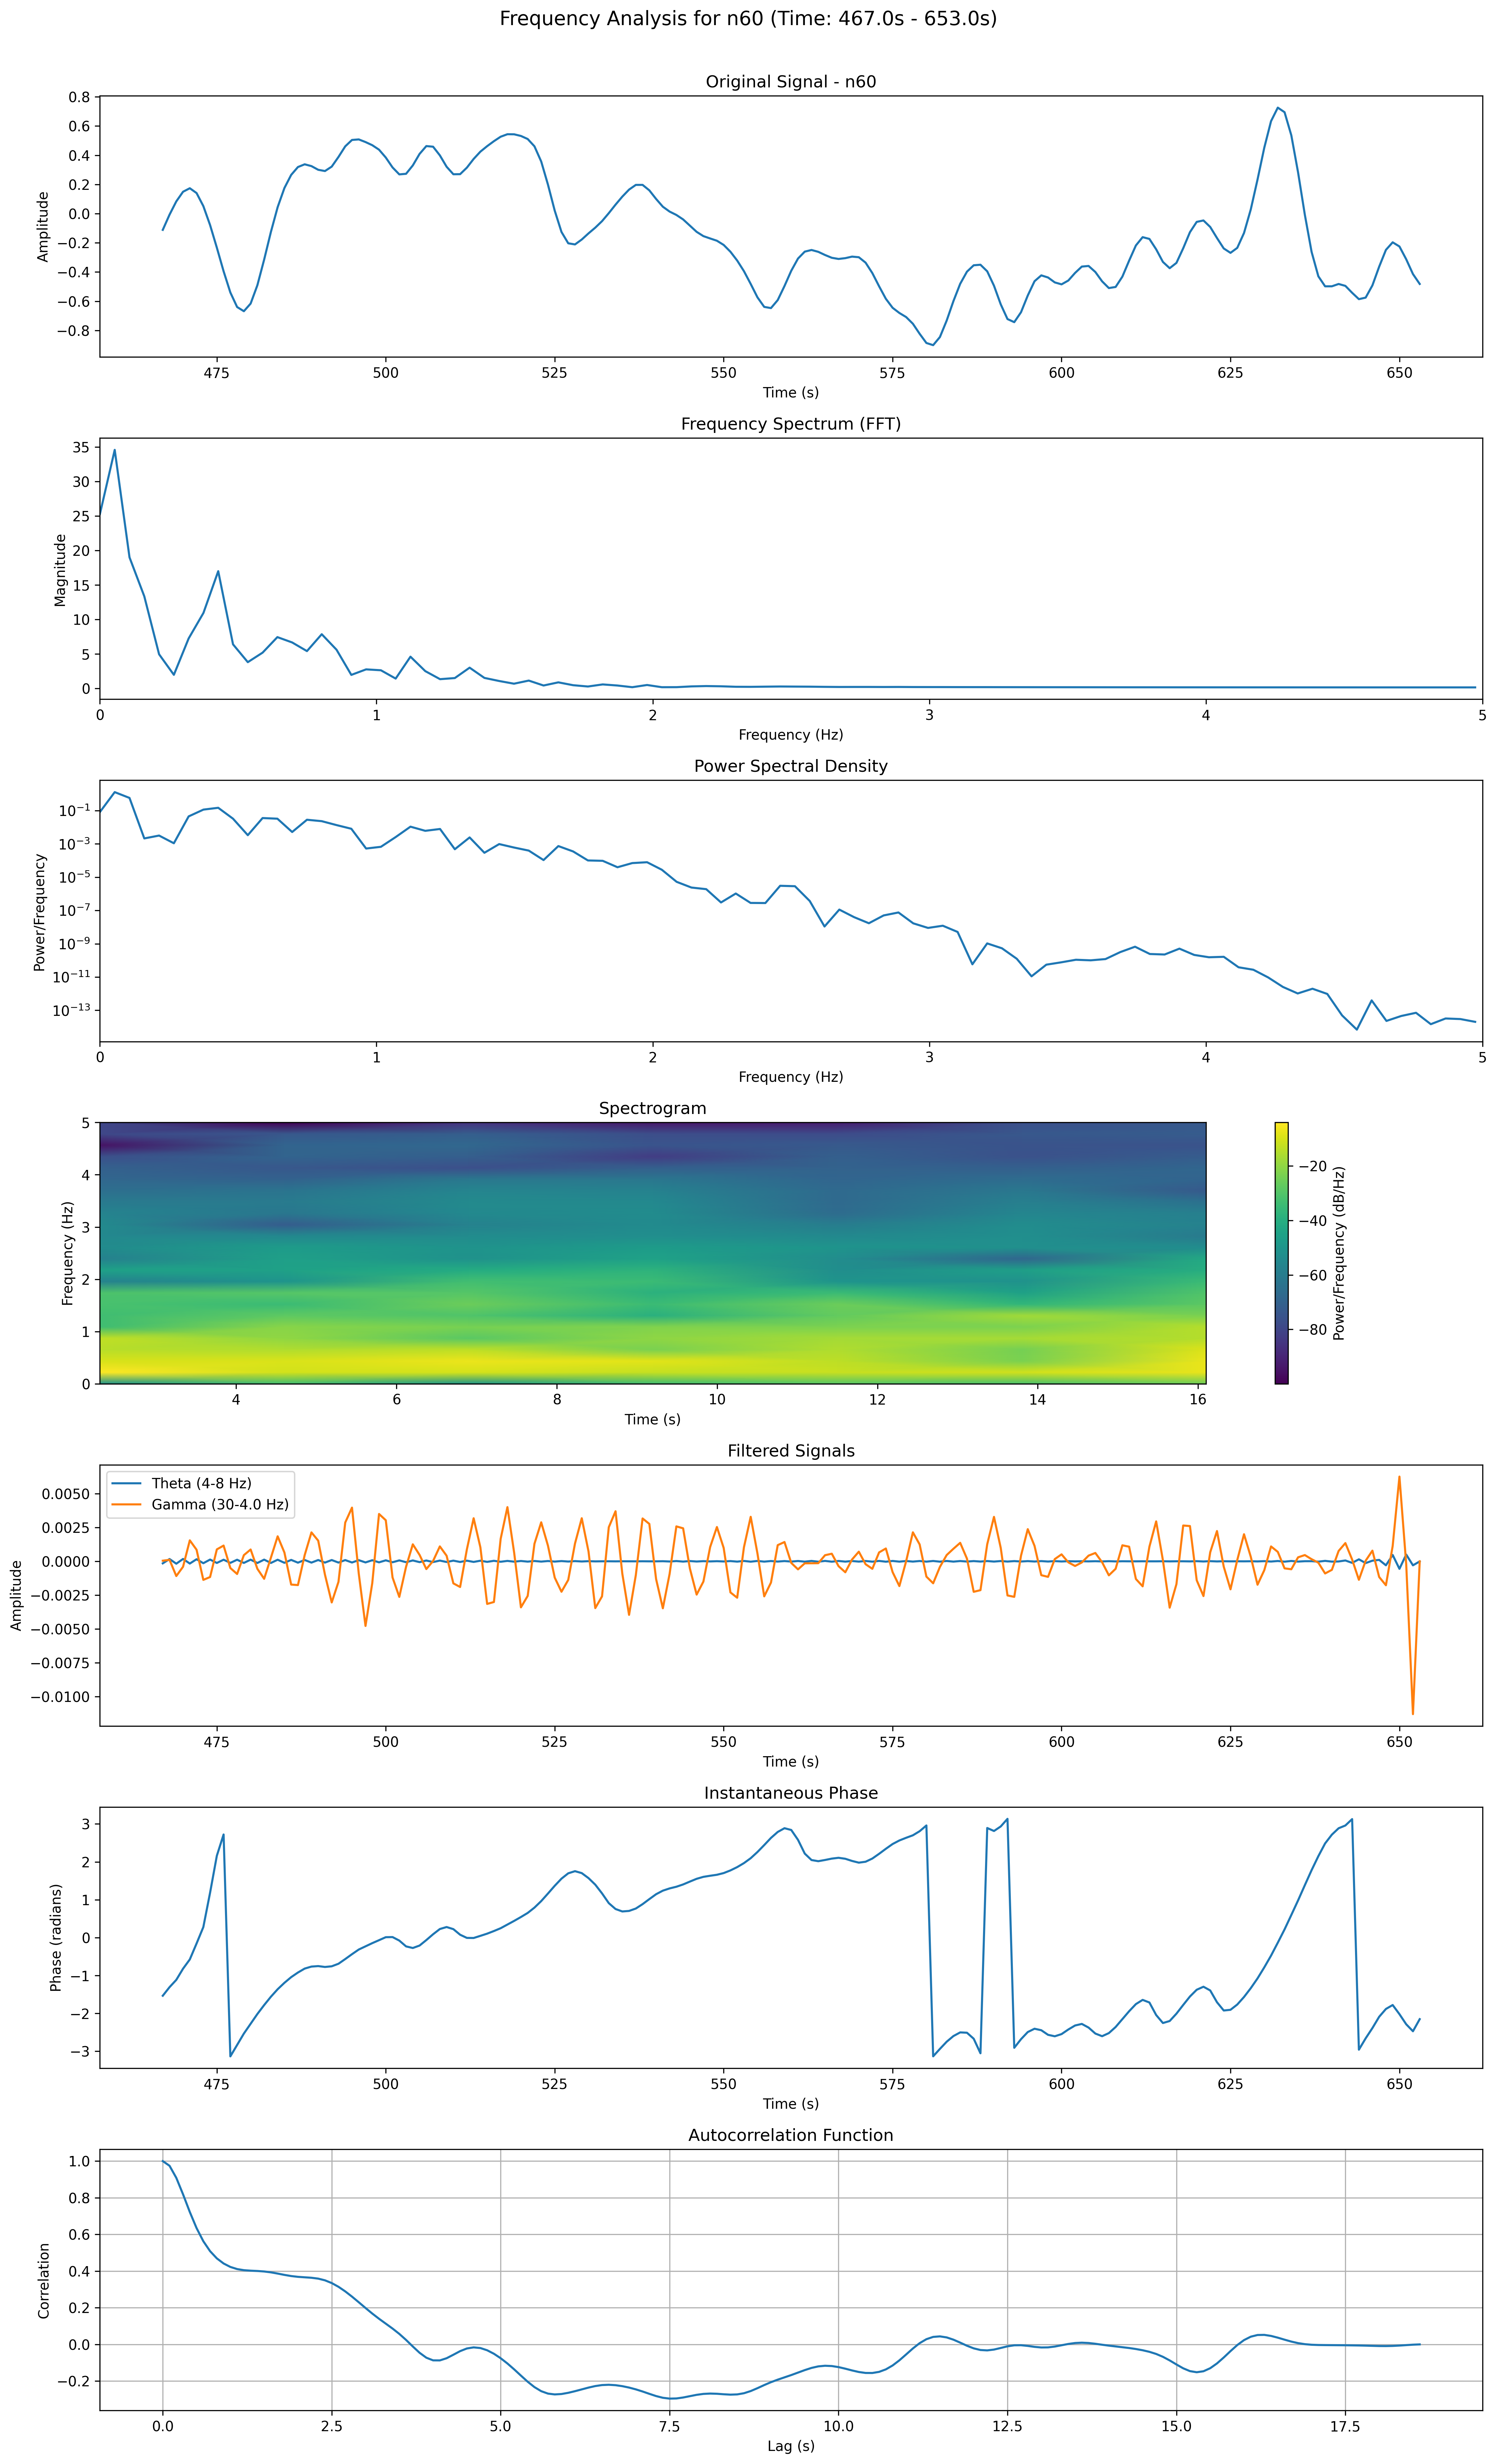 Frequency Analysis for n60 (Time: 467.0s - 653.0s)
Original Signal - n60
0.8
0.6
0.4
0.2
0.0
−0.2
−0.4
−0.6
−0.8
Amplitude
475 500 525 550 575 600 625 650
Time (s)
Frequency Spectrum (FFT)
35
30
25
20
15
10
5
0
Magnitude
0 1 2 3 4 5
Frequency (Hz)
Power Spectral Density
10⁻¹
10⁻³
10⁻⁵
10⁻⁷
10⁻⁹
10⁻¹¹
10⁻¹³
Power/Frequency
0 1 2 3 4 5
Frequency (Hz)
Spectrogram
5
4
3
2
1
0
Frequency (Hz)
4 6 8 10 12 14 16
Time (s)
−20
−40
−60
−80
Power/Frequency (dB/Hz)
Filtered Signals
Theta (4-8 Hz)
Gamma (30-4.0 Hz)
0.0050
0.0025
0.0000
−0.0025
−0.0050
−0.0075
−0.0100
Amplitude
475 500 525 550 575 600 625 650
Time (s)
Instantaneous Phase
3
2
1
0
−1
−2
−3
Phase (radians)
475 500 525 550 575 600 625 650
Time (s)
Autocorrelation Function
1.0
0.8
0.6
0.4
0.2
0.0
−0.2
Correlation
0.0 2.5 5.0 7.5 10.0 12.5 15.0 17.5
Lag (s)